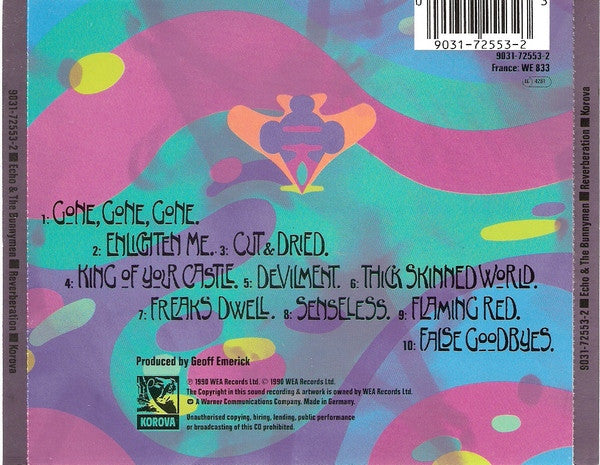 0
3
9031-72553-2
9031-72553-2
France: WE 833
LC 4281
9031-72553-2 ■ Echo & The Bunnymen ■ Reverberation ■ Korova
9031-72553-2 ■ Echo & The Bunnymen ■ Reverberation ■ Korova
1: GONE, GONE, GONE.
2: ENLIGHTEN ME. 3: CUT & DRIED.
4: KING OF YOUR CASTLE. 5: DEVILMENT. 6: THICK SKINNED WORLD.
7: FREAKS DWELL. 8: SENSELESS. 9: FLAMING RED.
10: FALSE GOODBYES.
Produced by Geoff Emerick
℗ 1990 WEA Records Ltd. © 1990 WEA Records Ltd.
The Copyright in this sound recording & artwork is owned by WEA Records Ltd.
A Warner Communications Company. Made in Germany.
KOROVA
Unauthorised copying, hiring, lending, public performance
or broadcasting of this CD prohibited.